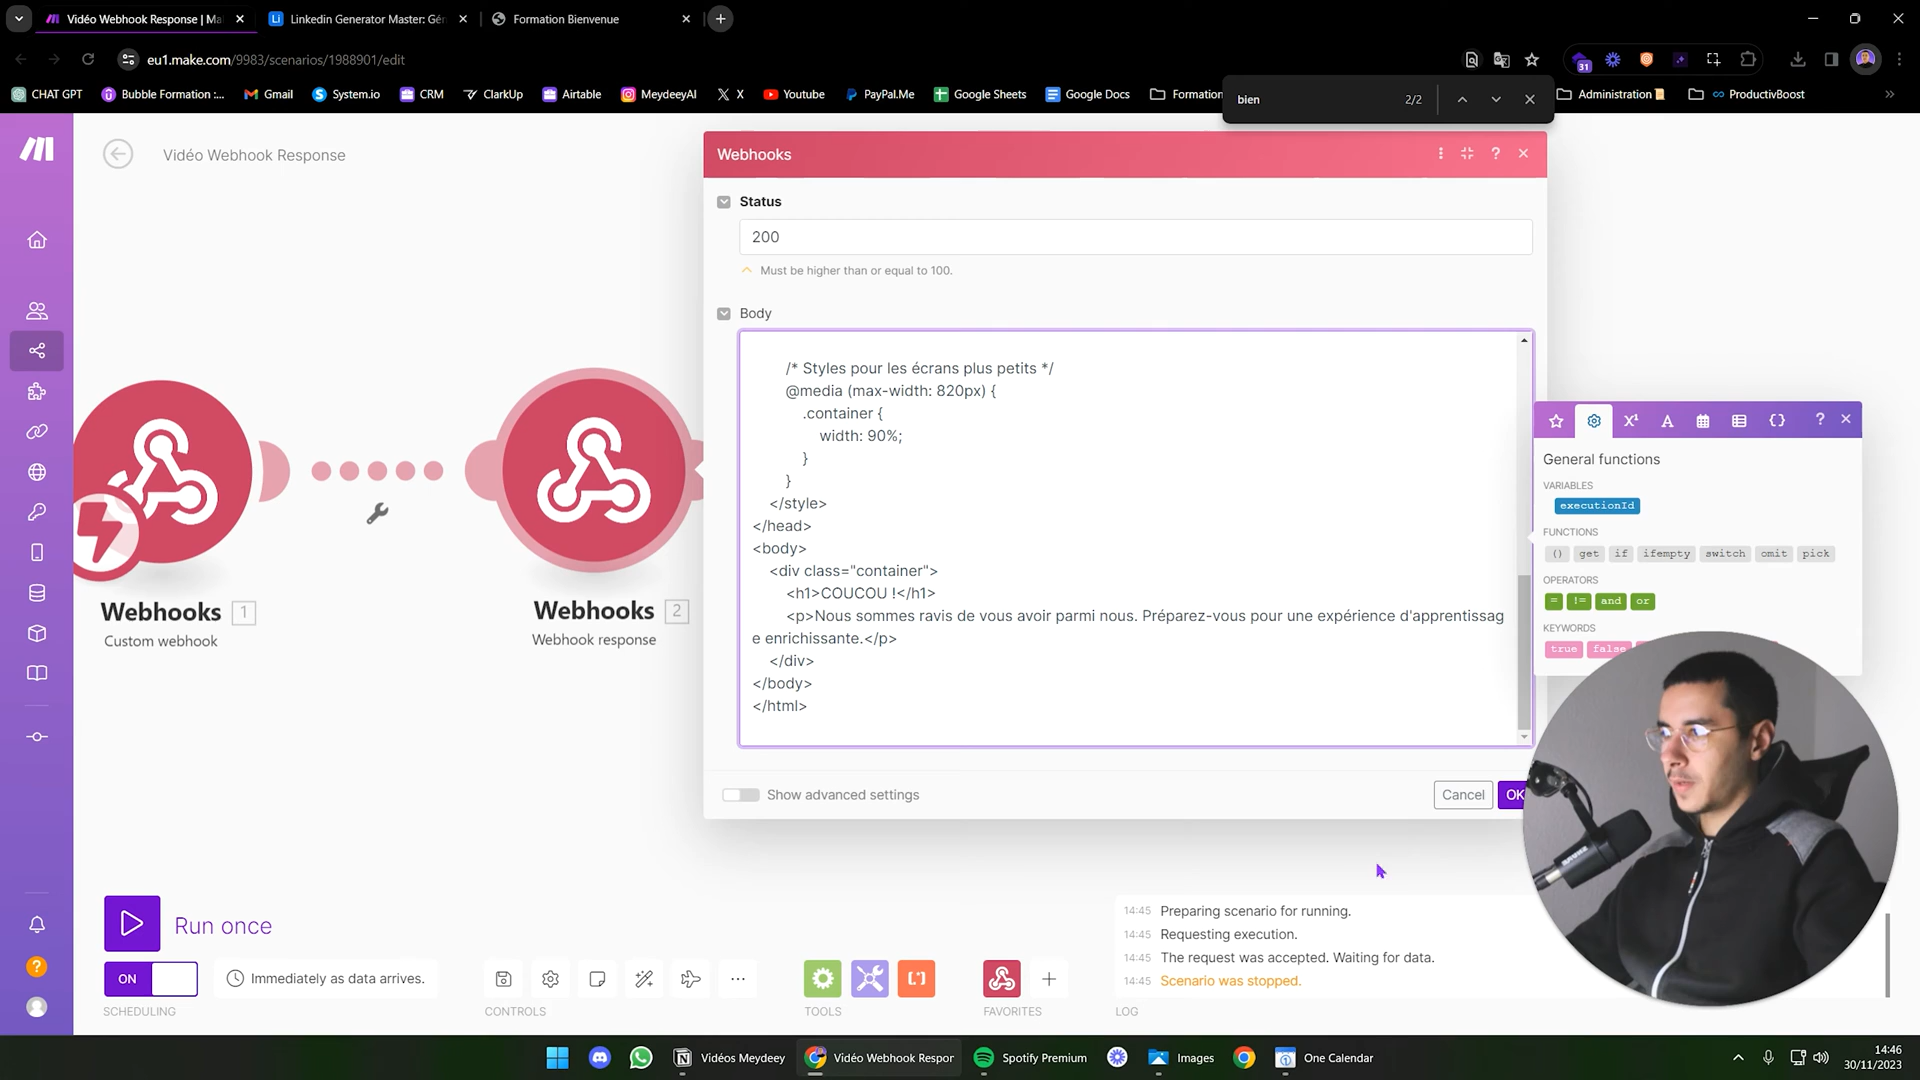 Vidéo Webhook Response | Ma
Linkedin Generator Master: Gér
Formation Bienvenue
eu1.make.com/9983/scenarios/1988901/edit
31
CHAT GPT
Bubble Formation :...
Gmail
System.io
CRM
ClarkUp
Airtable
MeydeeyAI
X
Youtube
PayPal.Me
Google Sheets
Google Docs
Formation
Administration
ProductivBoost
bien
2/2
Vidéo Webhook Response
Webhooks
Status
200
Must be higher than or equal to 100.
Body
/* Styles pour les écrans plus petits */
@media (max-width: 820px) {
.container {
width: 90%;
}
}
</style>
</head>
<body>
<div class="container">
<h1>COUCOU !</h1>
<p>Nous sommes ravis de vous avoir parmi nous. Préparez-vous pour une expérience d'apprentissag
e enrichissante.</p>
</div>
</body>
</html>
Show advanced settings
Cancel
OK
General functions
VARIABLES
executionId
FUNCTIONS
() get if ifempty switch omit pick
OPERATORS
= != and or
KEYWORDS
true false
Webhooks 1
Custom webhook
Webhooks 2
Webhook response
Run once
ON
Immediately as data arrives.
SCHEDULING
CONTROLS
TOOLS
FAVORITES
LOG
14:45 Preparing scenario for running.
14:45 Requesting execution.
14:45 The request was accepted. Waiting for data.
14:45 Scenario was stopped.
Vidéos Meydeey
Vidéo Webhook Respor
Spotify Premium
Images
One Calendar
14:46
30/11/2023